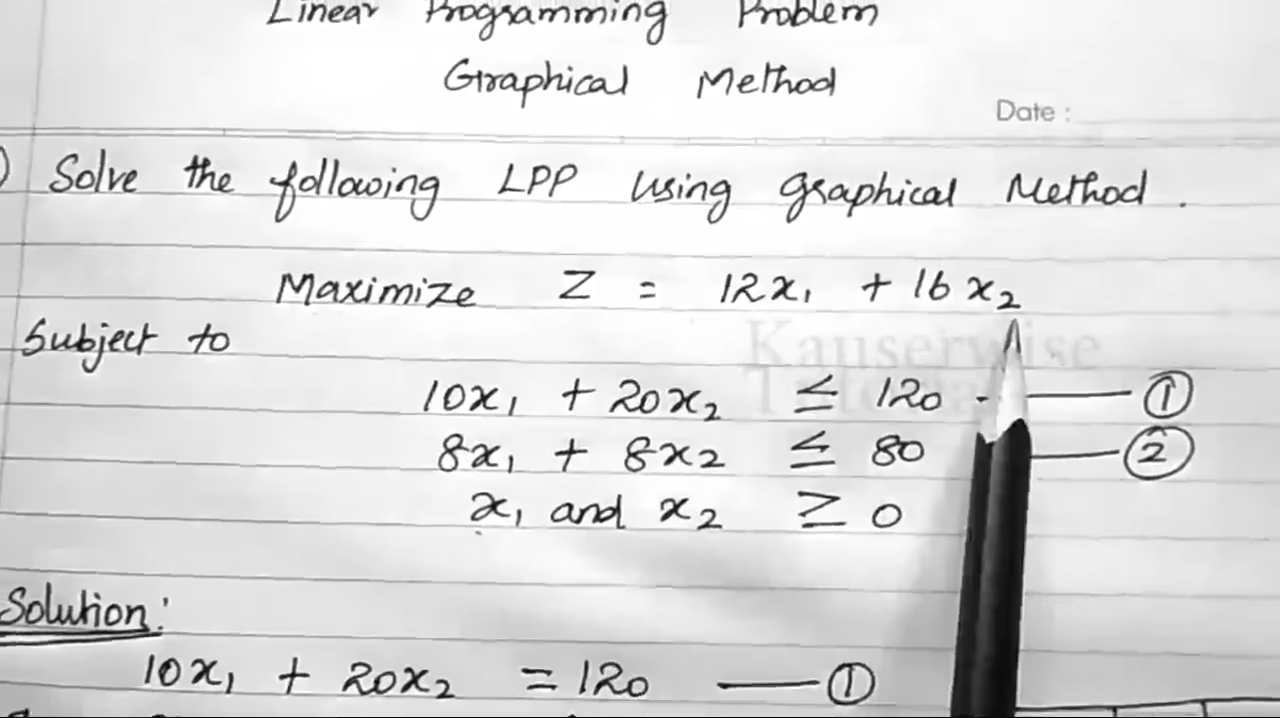 Linear Programming Problem
Graphical Method
Date :
) Solve the following LPP using graphical Method .
Maximize Z = 12x₁ + 16x₂
Subject to
Kauserwise
10x₁ + 20x₂ ≤ 120 - —— ①
8x₁ + 8x₂ ≤ 80 —— ②
x₁ and x₂ ≥ 0
Solution:
10x₁ + 20x₂ = 120 —— ①